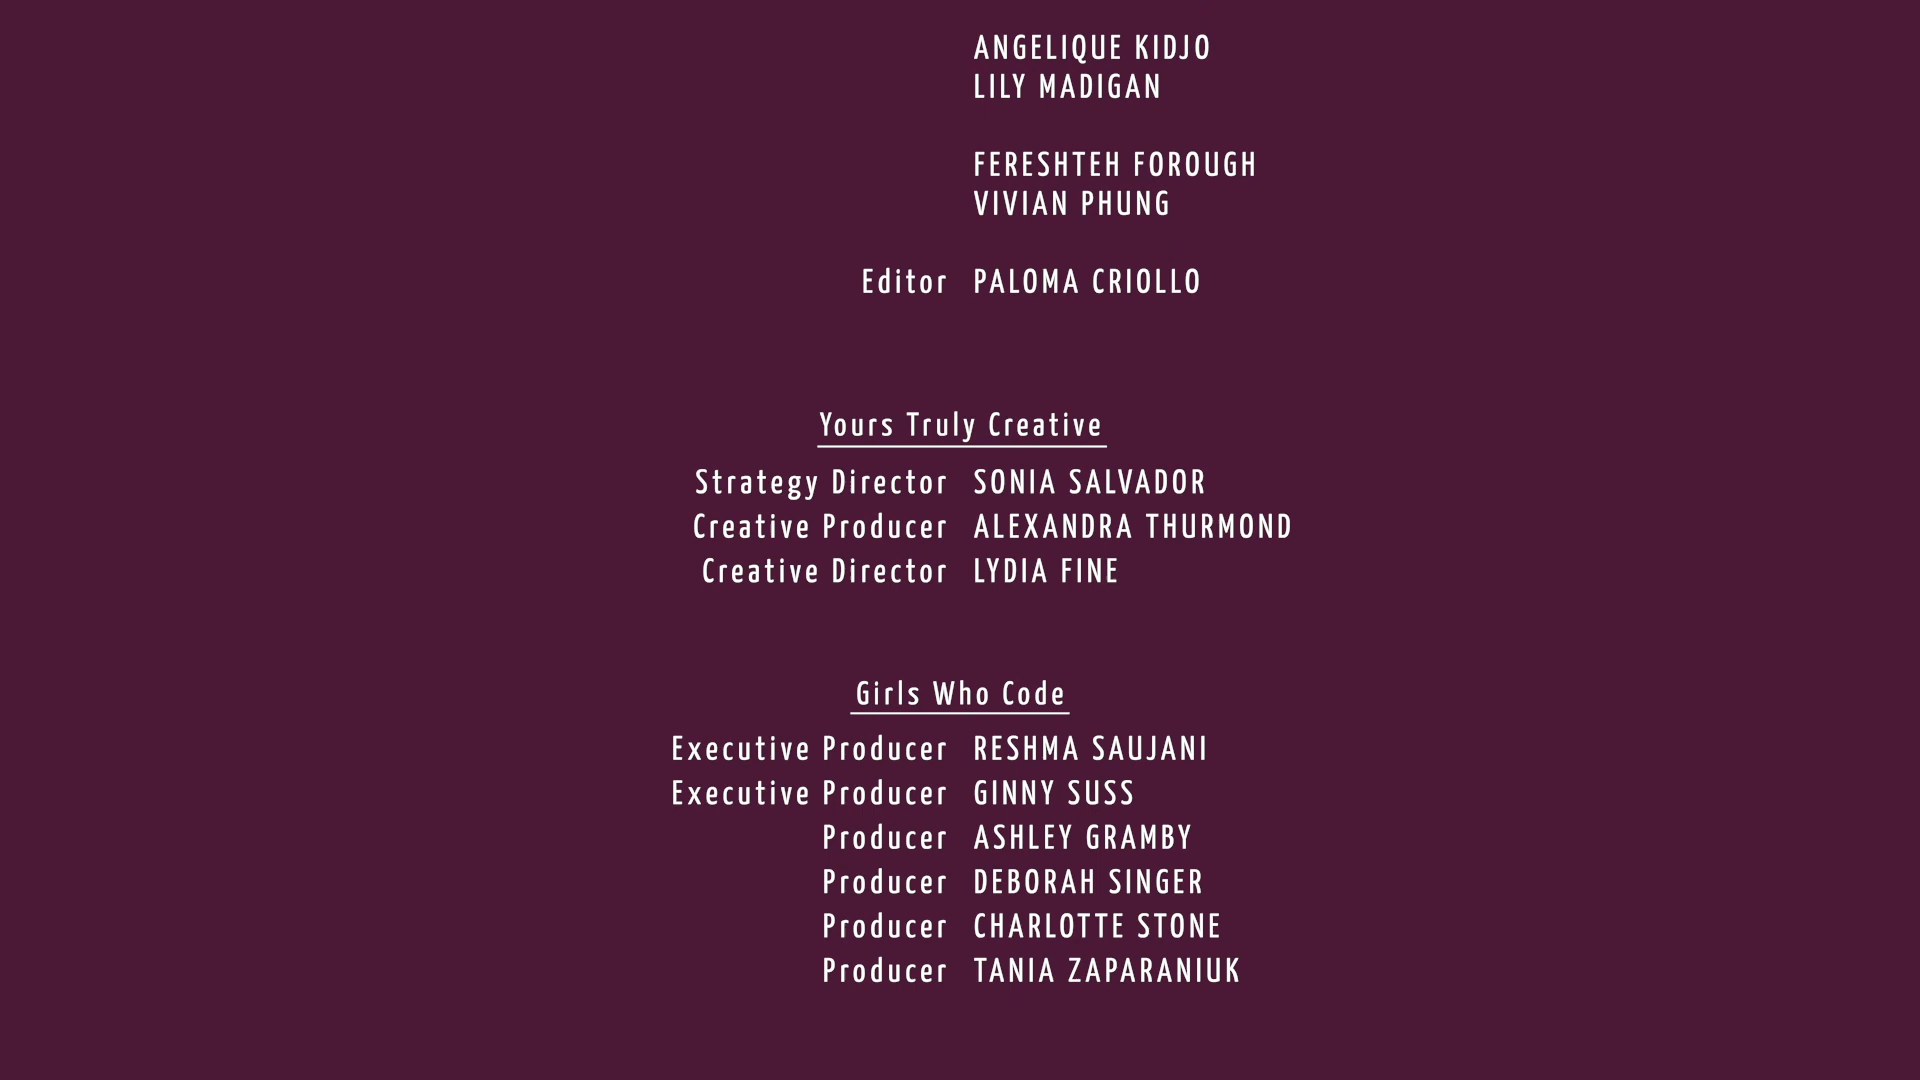 ANGELIQUE KIDJO
LILY MADIGAN
FERESHTEH FOROUGH
VIVIAN PHUNG
Editor PALOMA CRIOLLO
Yours Truly Creative
Strategy Director SONIA SALVADOR
Creative Producer ALEXANDRA THURMOND
Creative Director LYDIA FINE
Girls Who Code
Executive Producer RESHMA SAUJANI
Executive Producer GINNY SUSS
Producer ASHLEY GRAMBY
Producer DEBORAH SINGER
Producer CHARLOTTE STONE
Producer TANIA ZAPARANIUK